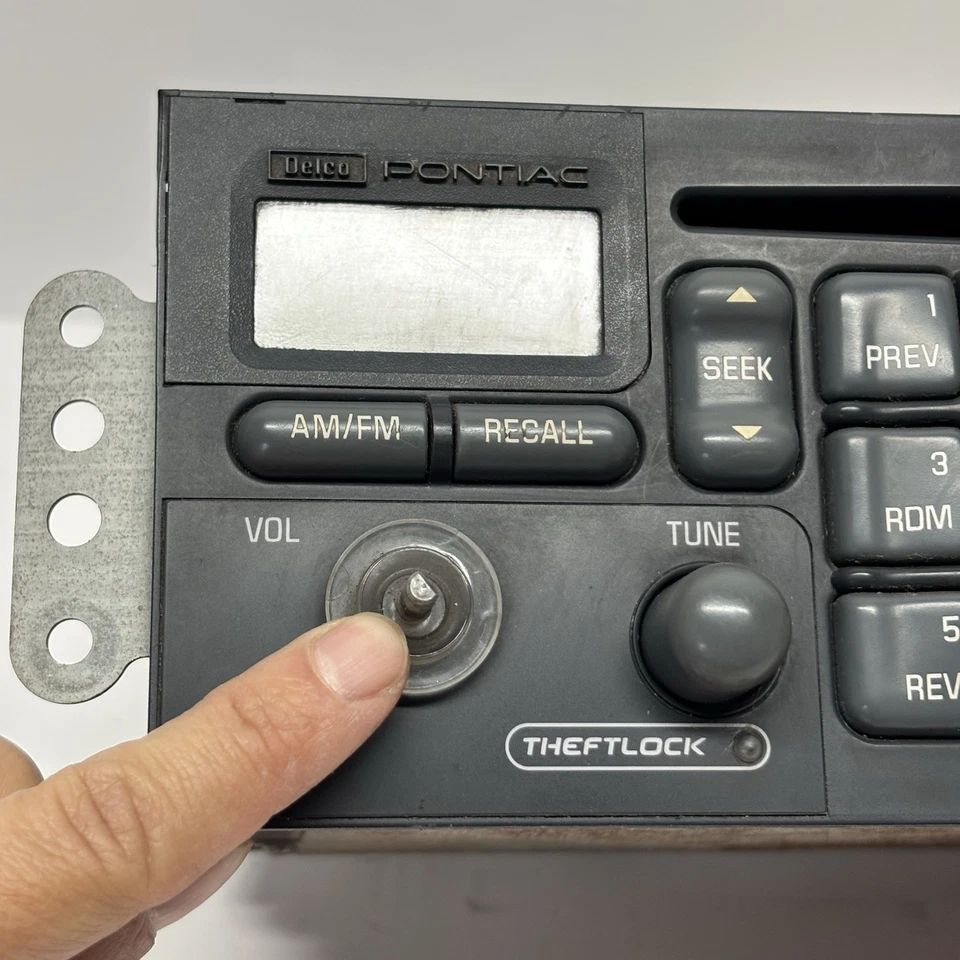 Delco PONTIAC
AM/FM RECALL
SEEK
1
PREV
3
RDM
5
REV
VOL
TUNE
THEFTLOCK